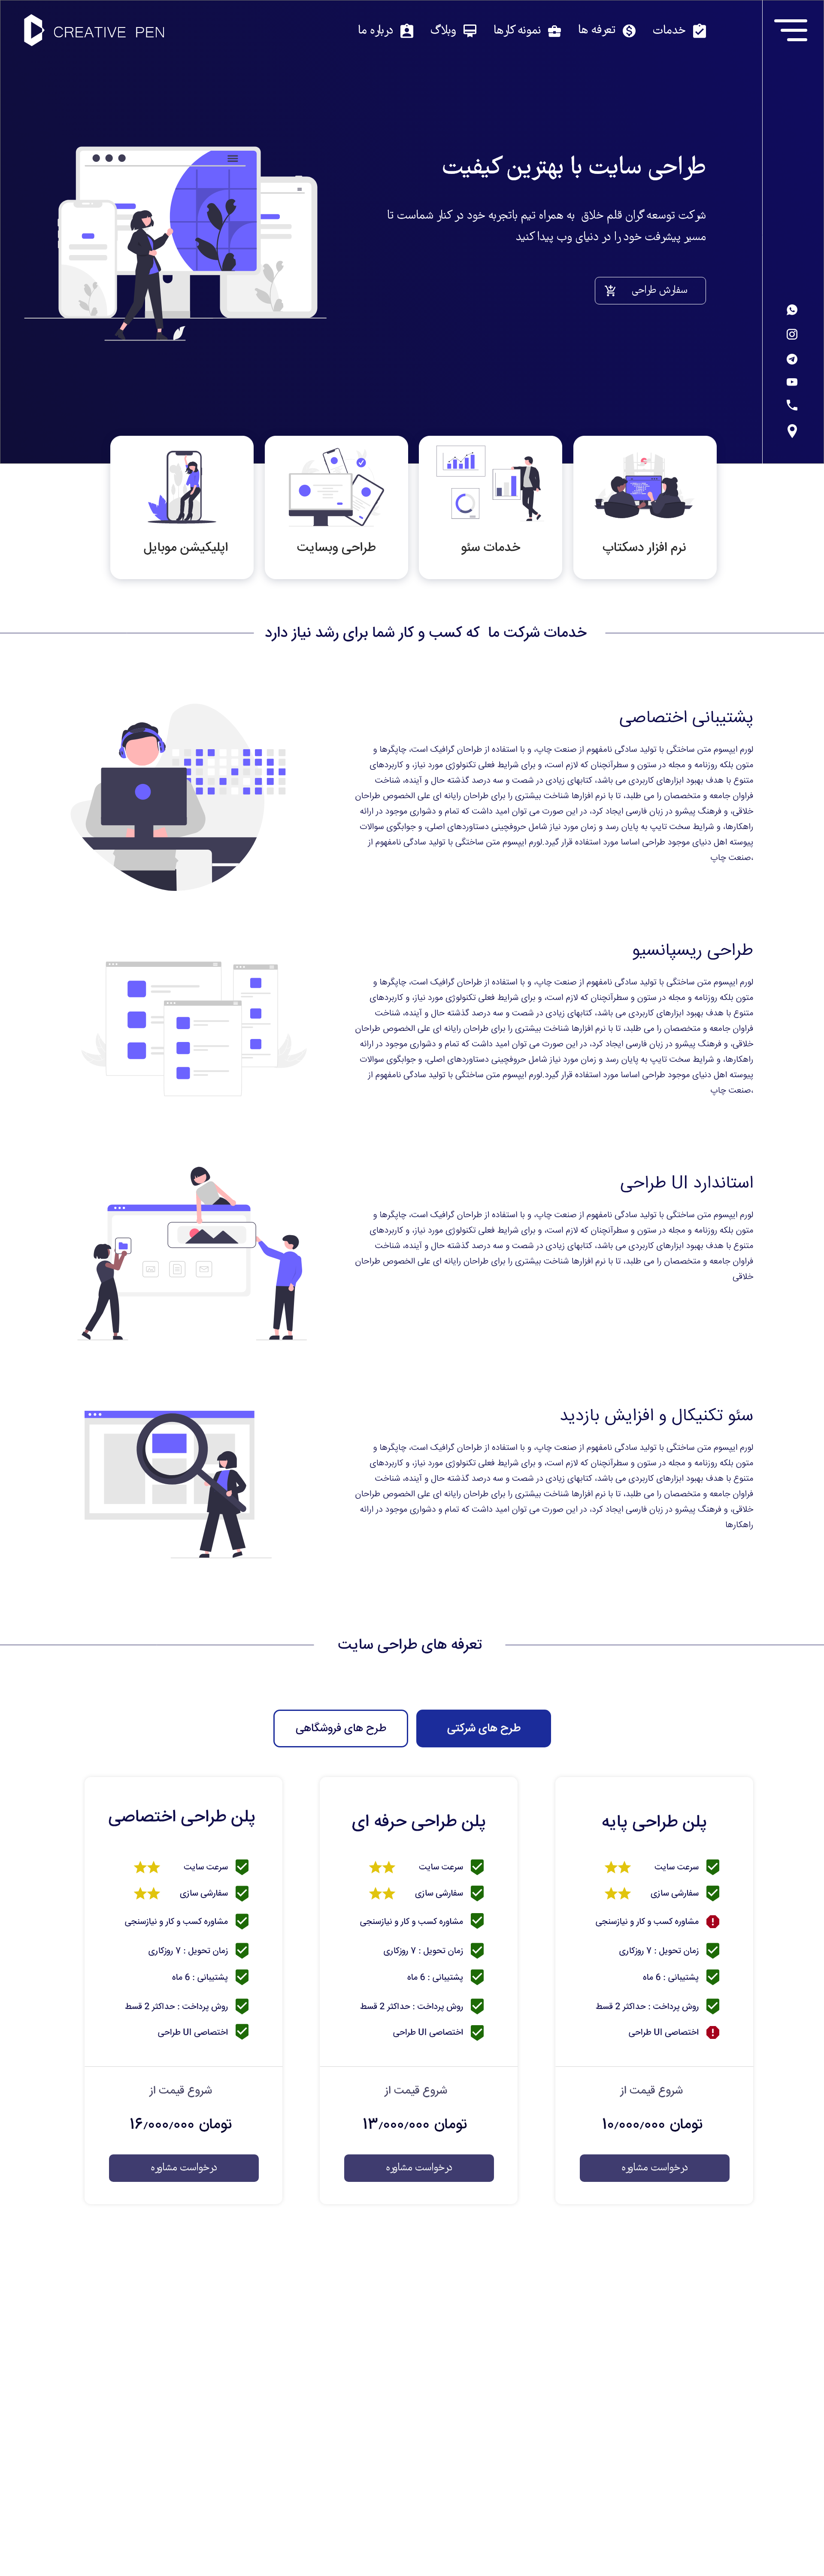 CREATIVE PEN
خدمات
تعرفه ها
نمونه کارها
وبلاگ
درباره ما
طراحی سایت با بهترین کیفیت
شرکت توسعه گران قلم خلاق به همراه تیم باتجربه خود در کنار شماست تا
مسیر پیشرفت خود را در دنیای وب پیدا کنید
سفارش طراحی
نرم افزار دسکتاپ
خدمات سئو
طراحی وبسایت
اپلیکیشن موبایل
خدمات شرکت ما که کسب و کار شما برای رشد نیاز دارد
پشتیبانی اختصاصی
لورم ایپسوم متن ساختگی با تولید سادگی نامفهوم از صنعت چاپ، و با استفاده از طراحان گرافیک است، چاپگرها و
متون بلکه روزنامه و مجله در ستون و سطرآنچنان که لازم است، و برای شرایط فعلی تکنولوژی مورد نیاز، و کاربردهای
متنوع با هدف بهبود ابزارهای کاربردی می باشد، کتابهای زیادی در شصت و سه درصد گذشته حال و آینده، شناخت
فراوان جامعه و متخصصان را می طلبد، تا با نرم افزارها شناخت بیشتری را برای طراحان رایانه ای علی الخصوص طراحان
خلاقی، و فرهنگ پیشرو در زبان فارسی ایجاد کرد، در این صورت می توان امید داشت که تمام و دشواری موجود در ارائه
راهکارها، و شرایط سخت تایپ به پایان رسد و زمان مورد نیاز شامل حروفچینی دستاوردهای اصلی، و جوابگوی سوالات
پیوسته اهل دنیای موجود طراحی اساسا مورد استفاده قرار گیرد.لورم ایپسوم متن ساختگی با تولید سادگی نامفهوم از
،صنعت چاپ
طراحی ریسپانسیو
لورم ایپسوم متن ساختگی با تولید سادگی نامفهوم از صنعت چاپ، و با استفاده از طراحان گرافیک است، چاپگرها و
متون بلکه روزنامه و مجله در ستون و سطرآنچنان که لازم است، و برای شرایط فعلی تکنولوژی مورد نیاز، و کاربردهای
متنوع با هدف بهبود ابزارهای کاربردی می باشد، کتابهای زیادی در شصت و سه درصد گذشته حال و آینده، شناخت
فراوان جامعه و متخصصان را می طلبد، تا با نرم افزارها شناخت بیشتری را برای طراحان رایانه ای علی الخصوص طراحان
خلاقی، و فرهنگ پیشرو در زبان فارسی ایجاد کرد، در این صورت می توان امید داشت که تمام و دشواری موجود در ارائه
راهکارها، و شرایط سخت تایپ به پایان رسد و زمان مورد نیاز شامل حروفچینی دستاوردهای اصلی، و جوابگوی سوالات
پیوسته اهل دنیای موجود طراحی اساسا مورد استفاده قرار گیرد.لورم ایپسوم متن ساختگی با تولید سادگی نامفهوم از
،صنعت چاپ
استاندارد UI طراحی
لورم ایپسوم متن ساختگی با تولید سادگی نامفهوم از صنعت چاپ، و با استفاده از طراحان گرافیک است، چاپگرها و
متون بلکه روزنامه و مجله در ستون و سطرآنچنان که لازم است، و برای شرایط فعلی تکنولوژی مورد نیاز، و کاربردهای
متنوع با هدف بهبود ابزارهای کاربردی می باشد، کتابهای زیادی در شصت و سه درصد گذشته حال و آینده، شناخت
فراوان جامعه و متخصصان را می طلبد، تا با نرم افزارها شناخت بیشتری را برای طراحان رایانه ای علی الخصوص طراحان
خلاقی
سئو تکنیکال و افزایش بازدید
لورم ایپسوم متن ساختگی با تولید سادگی نامفهوم از صنعت چاپ، و با استفاده از طراحان گرافیک است، چاپگرها و
متون بلکه روزنامه و مجله در ستون و سطرآنچنان که لازم است، و برای شرایط فعلی تکنولوژی مورد نیاز، و کاربردهای
متنوع با هدف بهبود ابزارهای کاربردی می باشد، کتابهای زیادی در شصت و سه درصد گذشته حال و آینده، شناخت
فراوان جامعه و متخصصان را می طلبد، تا با نرم افزارها شناخت بیشتری را برای طراحان رایانه ای علی الخصوص طراحان
خلاقی، و فرهنگ پیشرو در زبان فارسی ایجاد کرد، در این صورت می توان امید داشت که تمام و دشواری موجود در ارائه
راهکارها
تعرفه های طراحی سایت
طرح های شرکتی
طرح های فروشگاهی
پلن طراحی پایه
سرعت سایت
سفارشی سازی
مشاوره کسب و کار و نیازسنجی
زمان تحویل : ۷ روزکاری
پشتیبانی : 6 ماه
روش پرداخت : حداکثر 2 قسط
اختصاصی UI طراحی
شروع قیمت از
تومان ۱۰/۰۰۰/۰۰۰
درخواست مشاوره
پلن طراحی حرفه ای
سرعت سایت
سفارشی سازی
مشاوره کسب و کار و نیازسنجی
زمان تحویل : ۷ روزکاری
پشتیبانی : 6 ماه
روش پرداخت : حداکثر 2 قسط
اختصاصی UI طراحی
شروع قیمت از
تومان ۱۳/۰۰۰/۰۰۰
درخواست مشاوره
پلن طراحی اختصاصی
سرعت سایت
سفارشی سازی
مشاوره کسب و کار و نیازسنجی
زمان تحویل : ۷ روزکاری
پشتیبانی : 6 ماه
روش پرداخت : حداکثر 2 قسط
اختصاصی UI طراحی
شروع قیمت از
تومان ۱۶/۰۰۰/۰۰۰
درخواست مشاوره